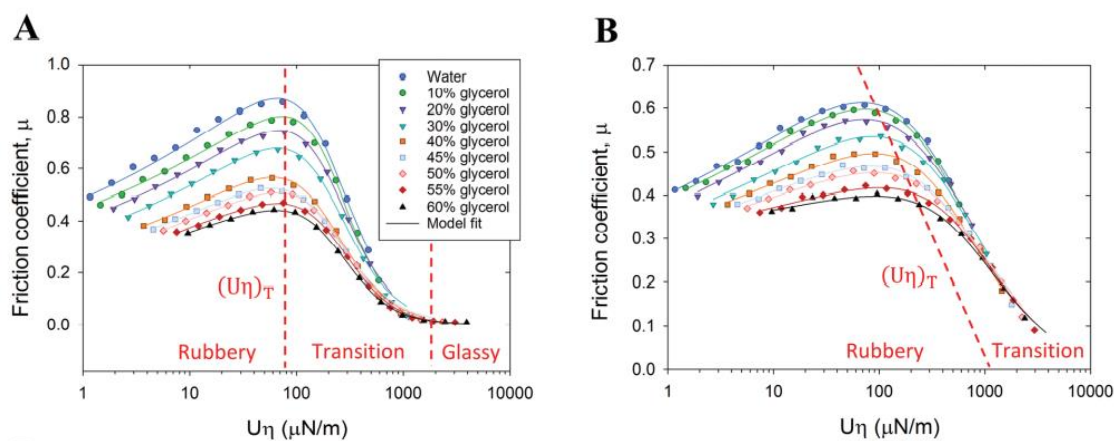 A
Friction coefficient, μ
1.0
0.8
0.6
0.4
0.2
0.0
1
10
100
1000
10000
Uη (μN/m)
Water
10% glycerol
20% glycerol
30% glycerol
40% glycerol
45% glycerol
50% glycerol
55% glycerol
60% glycerol
Model fit
(Uη)T
Rubbery
Transition
Glassy
B
Friction coefficient, μ
0.7
0.6
0.5
0.4
0.3
0.2
0.1
0
1
10
100
1000
10000
Uη (μN/m)
(Uη)T
Rubbery
Transition